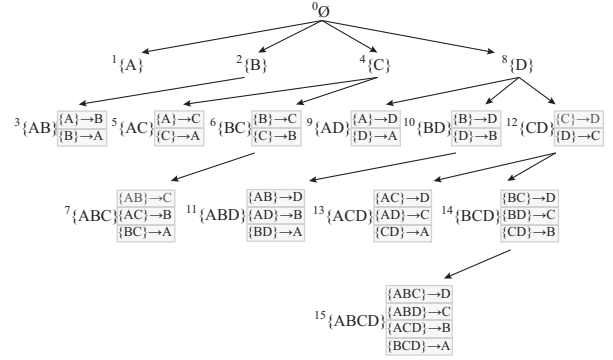 0Ø
1{A} 2{B} 4{C} 8{D}
3{AB} {A}→B {B}→A 5{AC} {A}→C {C}→A 6{BC} {B}→C {C}→B 9{AD} {A}→D {D}→A 10{BD} {B}→D {D}→B 12{CD} {C}→D {D}→C
7{ABC} {AB}→C {AC}→B {BC}→A 11{ABD} {AB}→D {AD}→B {BD}→A 13{ACD} {AC}→D {AD}→C {CD}→A 14{BCD} {BC}→D {BD}→C {CD}→B
15{ABCD} {ABC}→D {ABD}→C {ACD}→B {BCD}→A